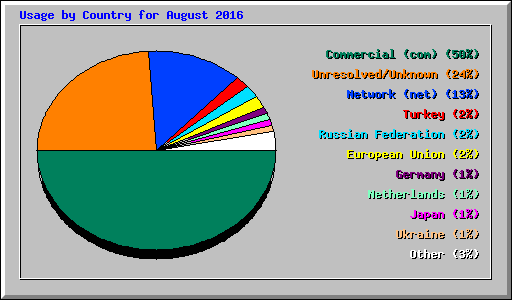 Usage by Country for August 2016
Commercial (com) (50%)
Unresolved/Unknown (24%)
Network (net) (13%)
Turkey (2%)
Russian Federation (2%)
European Union (2%)
Germany (1%)
Netherlands (1%)
Japan (1%)
Ukraine (1%)
Other (3%)